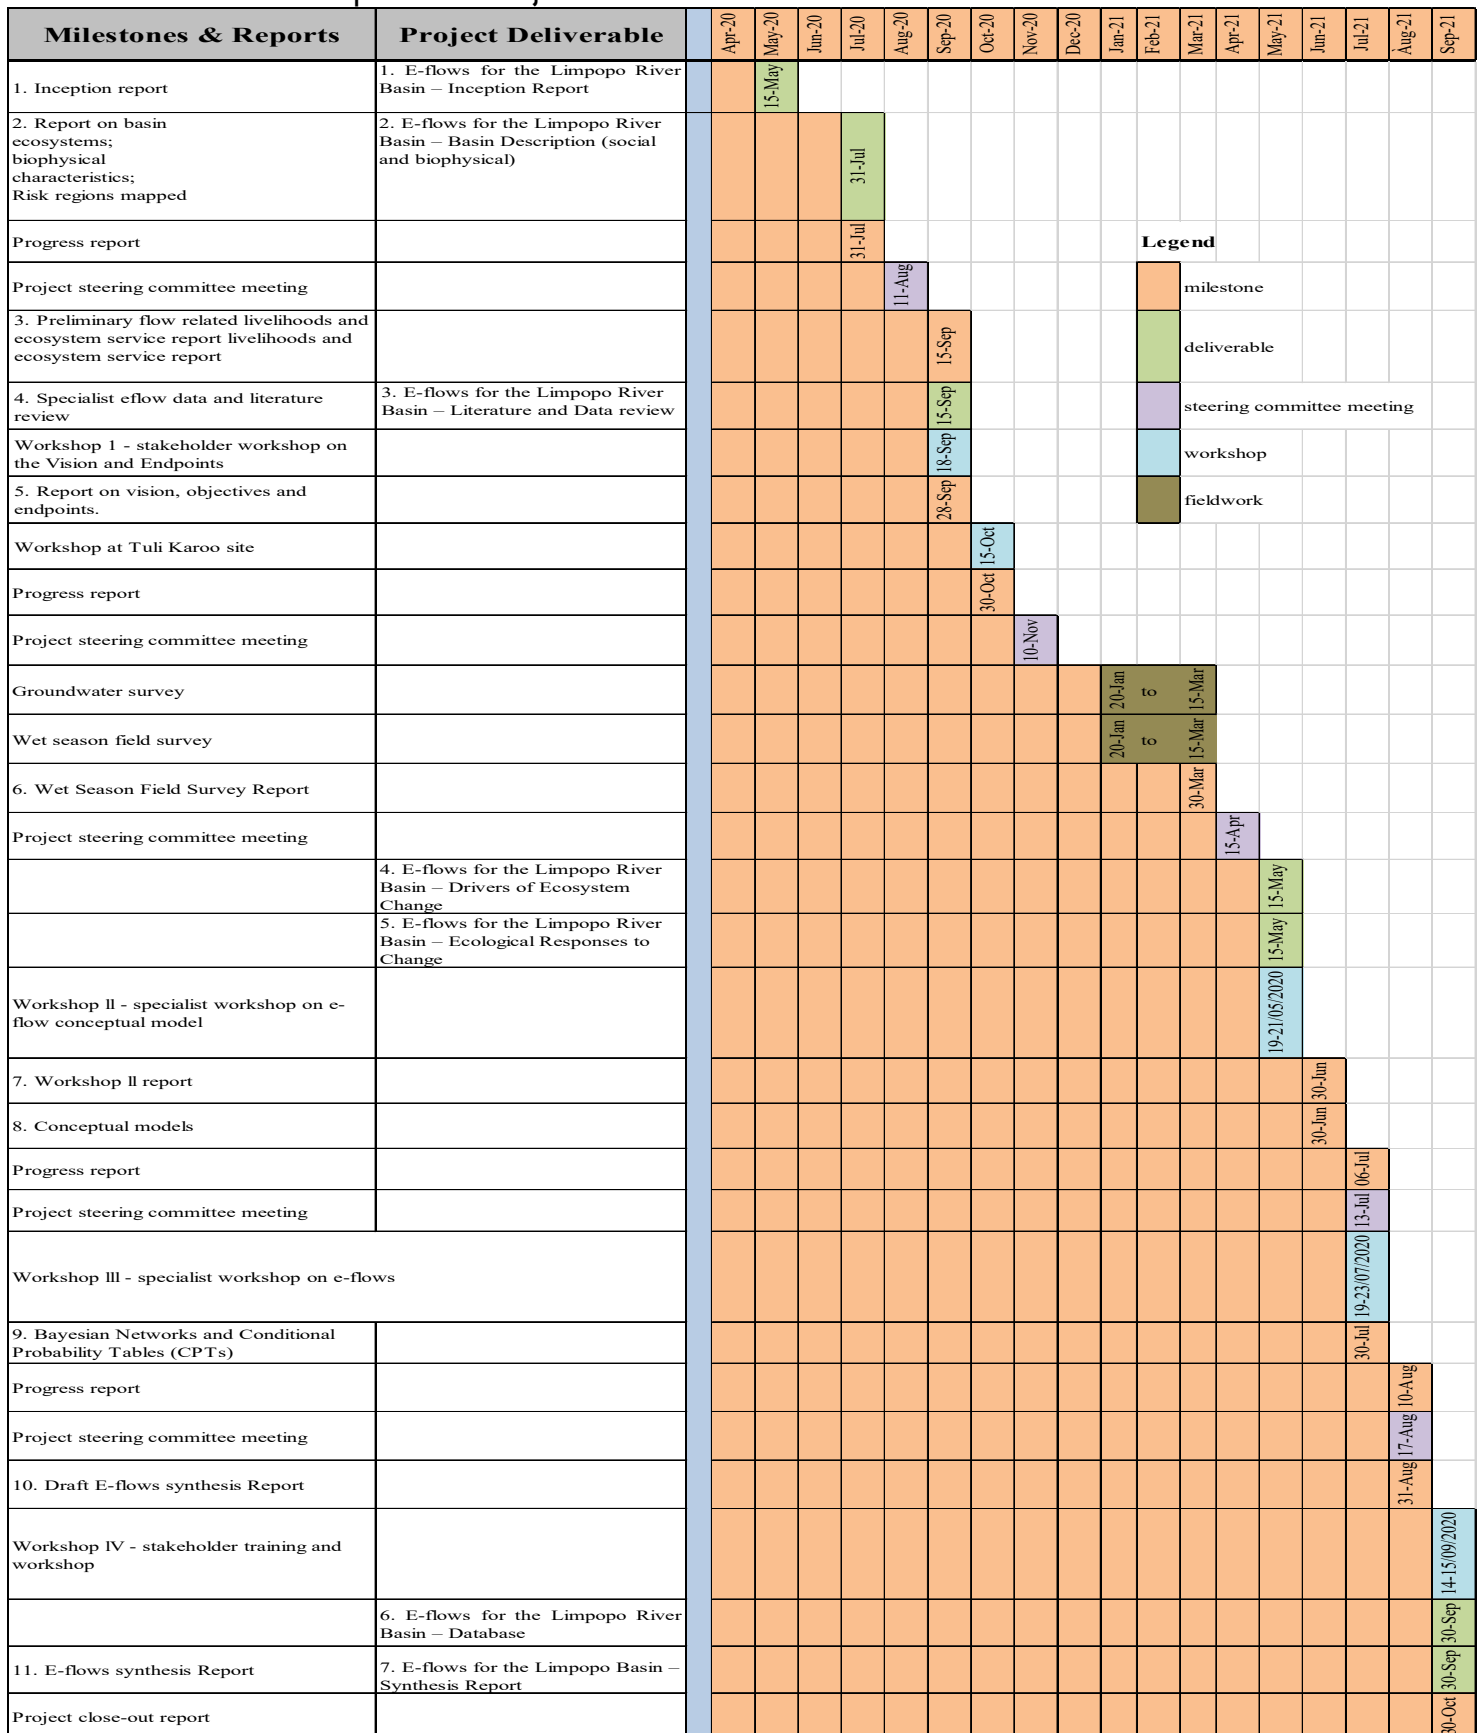 Milestones & Reports Project Deliverable Apr-20 May-20 Jun-20 Jul-20 Aug-20 Sep-20 Oct-20 Nov-20 Dec-20 Jan-21 Feb-21 Mar-21 Apr-21 May-21 Jun-21 Jul-21 Aug-21 Sep-21
1. Inception report
1. E-flows for the Limpopo River
Basin – Inception Report
15-May
2. Report on basin
ecosystems;
biophysical
characteristics;
Risk regions mapped
2. E-flows for the Limpopo River
Basin – Basin Description (social
and biophysical)
31-Jul
Progress report
31-Jul
Legend
Project steering committee meeting
11-Aug
milestone
3. Preliminary flow related livelihoods and
ecosystem service report livelihoods and
ecosystem service report
15-Sep
deliverable
4. Specialist eflow data and literature
review
3. E-flows for the Limpopo River
Basin – Literature and Data review
15-Sep
steering committee meeting
Workshop 1 - stakeholder workshop on
the Vision and Endpoints
18-Sep
workshop
5. Report on vision, objectives and
endpoints.
28-Sep
fieldwork
Workshop at Tuli Karoo site
15-Oct
Progress report
30-Oct
Project steering committee meeting
10-Nov
Groundwater survey
20-Jan to 15-Mar
Wet season field survey
20-Jan to 15-Mar
6. Wet Season Field Survey Report
30-Mar
Project steering committee meeting
15-Apr
4. E-flows for the Limpopo River
Basin – Drivers of Ecosystem
Change
15-May
5. E-flows for the Limpopo River
Basin – Ecological Responses to
Change
15-May
Workshop ll - specialist workshop on e-
flow conceptual model
19-21/05/2020
7. Workshop ll report
30-Jun
8. Conceptual models
30-Jun
Progress report
06-Jul
Project steering committee meeting
13-Jul
Workshop lll - specialist workshop on e-flows
19-23/07/2020
9. Bayesian Networks and Conditional
Probability Tables (CPTs)
30-Jul
Progress report
10-Aug
Project steering committee meeting
17-Aug
10. Draft E-flows synthesis Report
31-Aug
Workshop lV - stakeholder training and
workshop
14-15/09/2020
6. E-flows for the Limpopo River
Basin – Database
30-Sep
11. E-flows synthesis Report
7. E-flows for the Limpopo Basin –
Synthesis Report
30-Sep
Project close-out report
30-Oct